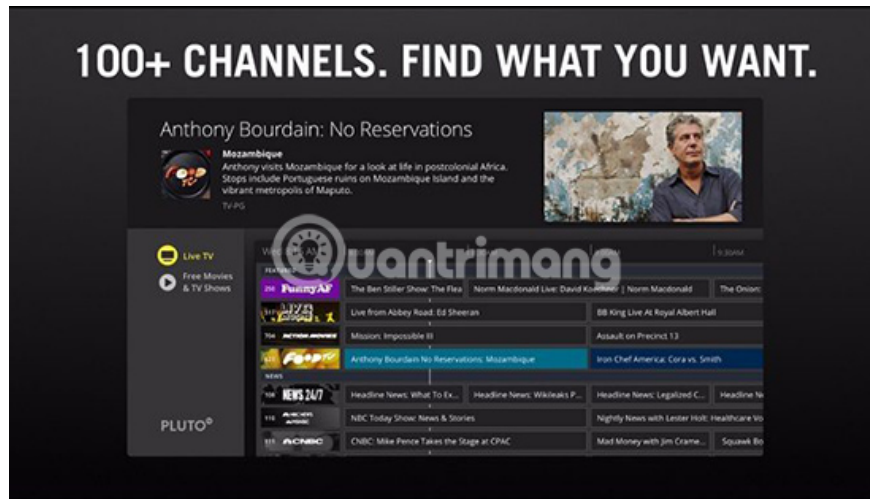 100+ CHANNELS. FIND WHAT YOU WANT.
Anthony Bourdain: No Reservations
Mozambique
Anthony visits Mozambique for a look at life in postcolonial Africa.
Stops include Portuguese ruins on Mozambique Island and the
vibrant metropolis of Maputo.
TV-PG
Quantrimang
Live TV
Free Movies
& TV Shows
9:30AM
FEATURED
FunnyAF
The Ben Stiller Show: The Flea
Norm Macdonald Live: David Koechner | Norm Macdonald
The Onion:
Live from Abbey Road: Ed Sheeran
BB King Live At Royal Albert Hall
ACTION MOVIES
Mission: Impossible III
Assault on Precinct 13
FOOD TV
Anthony Bourdain No Reservations: Mozambique
Iron Chef America: Cora vs. Smith
NEWS
NEWS 24/7
Headline News: What To Ex...
Headline News: Wikileaks P...
Headline News: Legalized C...
Headline N
NBC Today Show: News & Stories
Nightly News with Lester Holt: Healthcare Vo
CNBC
CNBC: Mike Pence Takes the Stage at CPAC
Mad Money with Jim Crame...
Squawk Bo
PLUTO